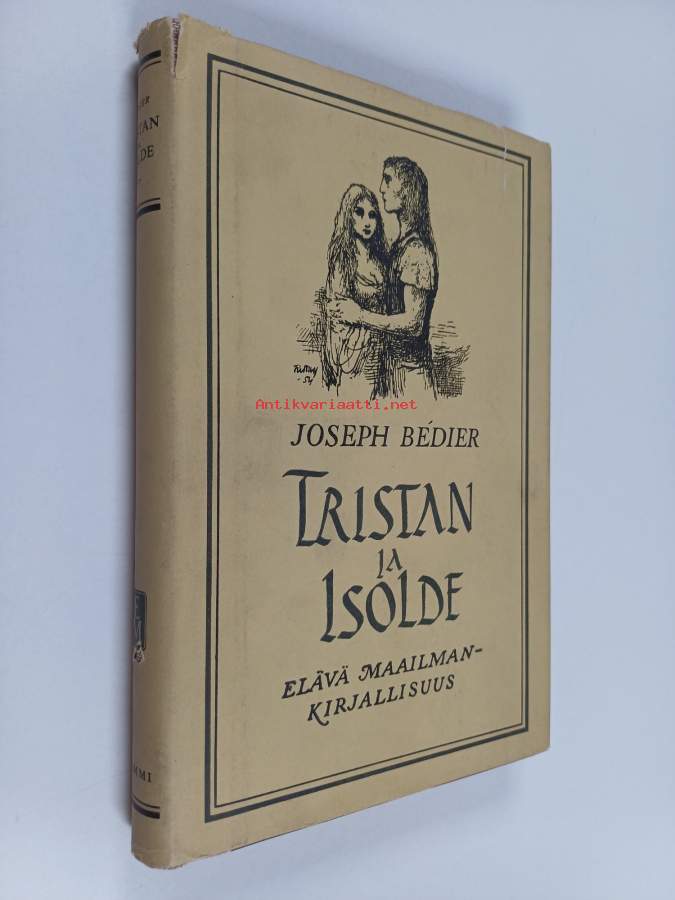 Antikvariaatti.net
JOSEPH BÉDIER
TRISTAN
JA
ISOLDE
ELÄVÄ MAAILMAN-
KIRJALLISUUS